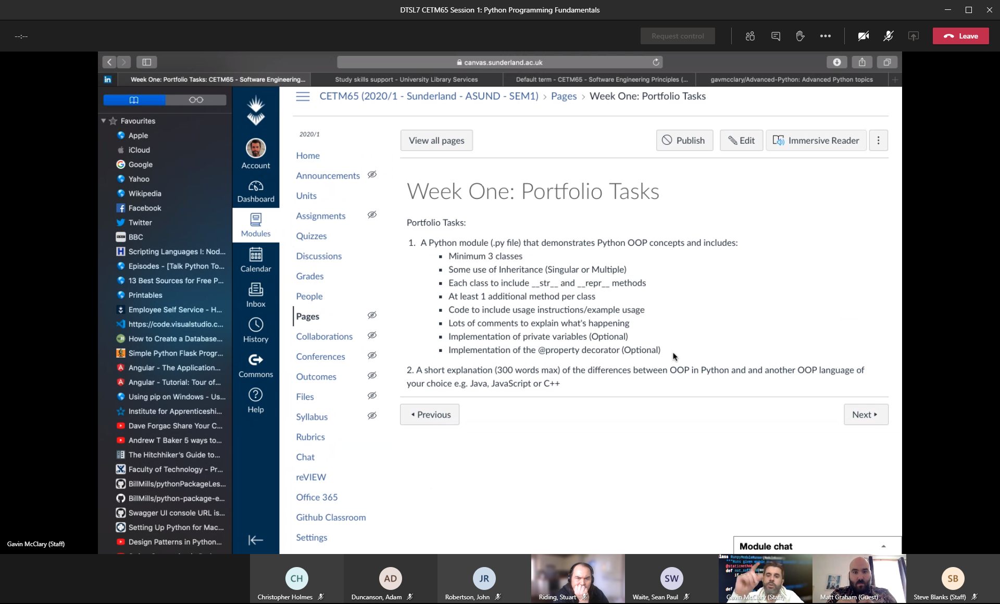 DTSL7 CETM65 Session 1: Python Programming Fundamentals
--:--
Request control
Leave
canvas.sunderland.ac.uk
in
Week One: Portfolio Tasks: CETM65 - Software Engineering...
Study skills support - University Library Services
Default term - CETM65 - Software Engineering Principles (...
gavmcclary/Advanced-Python: Advanced Python topics
Favourites
Apple
iCloud
Google
Yahoo
Wikipedia
Facebook
Twitter
BBC
Scripting Languages I: Nod...
Episodes - [Talk Python To...
13 Best Sources for Free P...
Printables
Employee Self Service - H...
https://code.visualstudio.c...
How to Create a Database...
Simple Python Flask Progr...
Angular - The Application...
Angular - Tutorial: Tour of...
Using pip on Windows - Us...
Institute for Apprenticeshi...
Dave Forgac Share Your C...
Andrew T Baker 5 ways to...
The Hitchhiker's Guide to...
Faculty of Technology - Pr...
BillMills/pythonPackageLes...
BillMills/python-package-e...
Swagger UI console URL is...
Setting Up Python for Mac...
Design Patterns in Python...
Account
Dashboard
Modules
Calendar
Inbox
History
Commons
Help
CETM65 (2020/1 - Sunderland - ASUND - SEM1) › Pages › Week One: Portfolio Tasks
2020/1
Home
Announcements
Units
Assignments
Quizzes
Discussions
Grades
People
Pages
Collaborations
Conferences
Outcomes
Files
Syllabus
Rubrics
Chat
reVIEW
Office 365
Github Classroom
Settings
View all pages
Publish
Edit
Immersive Reader
Week One: Portfolio Tasks
Portfolio Tasks:
1. A Python module (.py file) that demonstrates Python OOP concepts and includes:
▪ Minimum 3 classes
▪ Some use of Inheritance (Singular or Multiple)
▪ Each class to include __str__ and __repr__ methods
▪ At least 1 additional method per class
▪ Code to include usage instructions/example usage
▪ Lots of comments to explain what's happening
▪ Implementation of private variables (Optional)
▪ Implementation of the @property decorator (Optional)
2. A short explanation (300 words max) of the differences between OOP in Python and and another OOP language of
your choice e.g. Java, JavaScript or C++
Previous
Next
Module chat
Gavin McClary (Staff)
CH
Christopher Holmes
AD
Duncanson, Adam
JR
Robertson, John
Riding, Stuart
SW
Waite, Sean Paul
Gavin McClary (Staff)
Matt Graham (Guest)
SB
Steve Blanks (Staff)